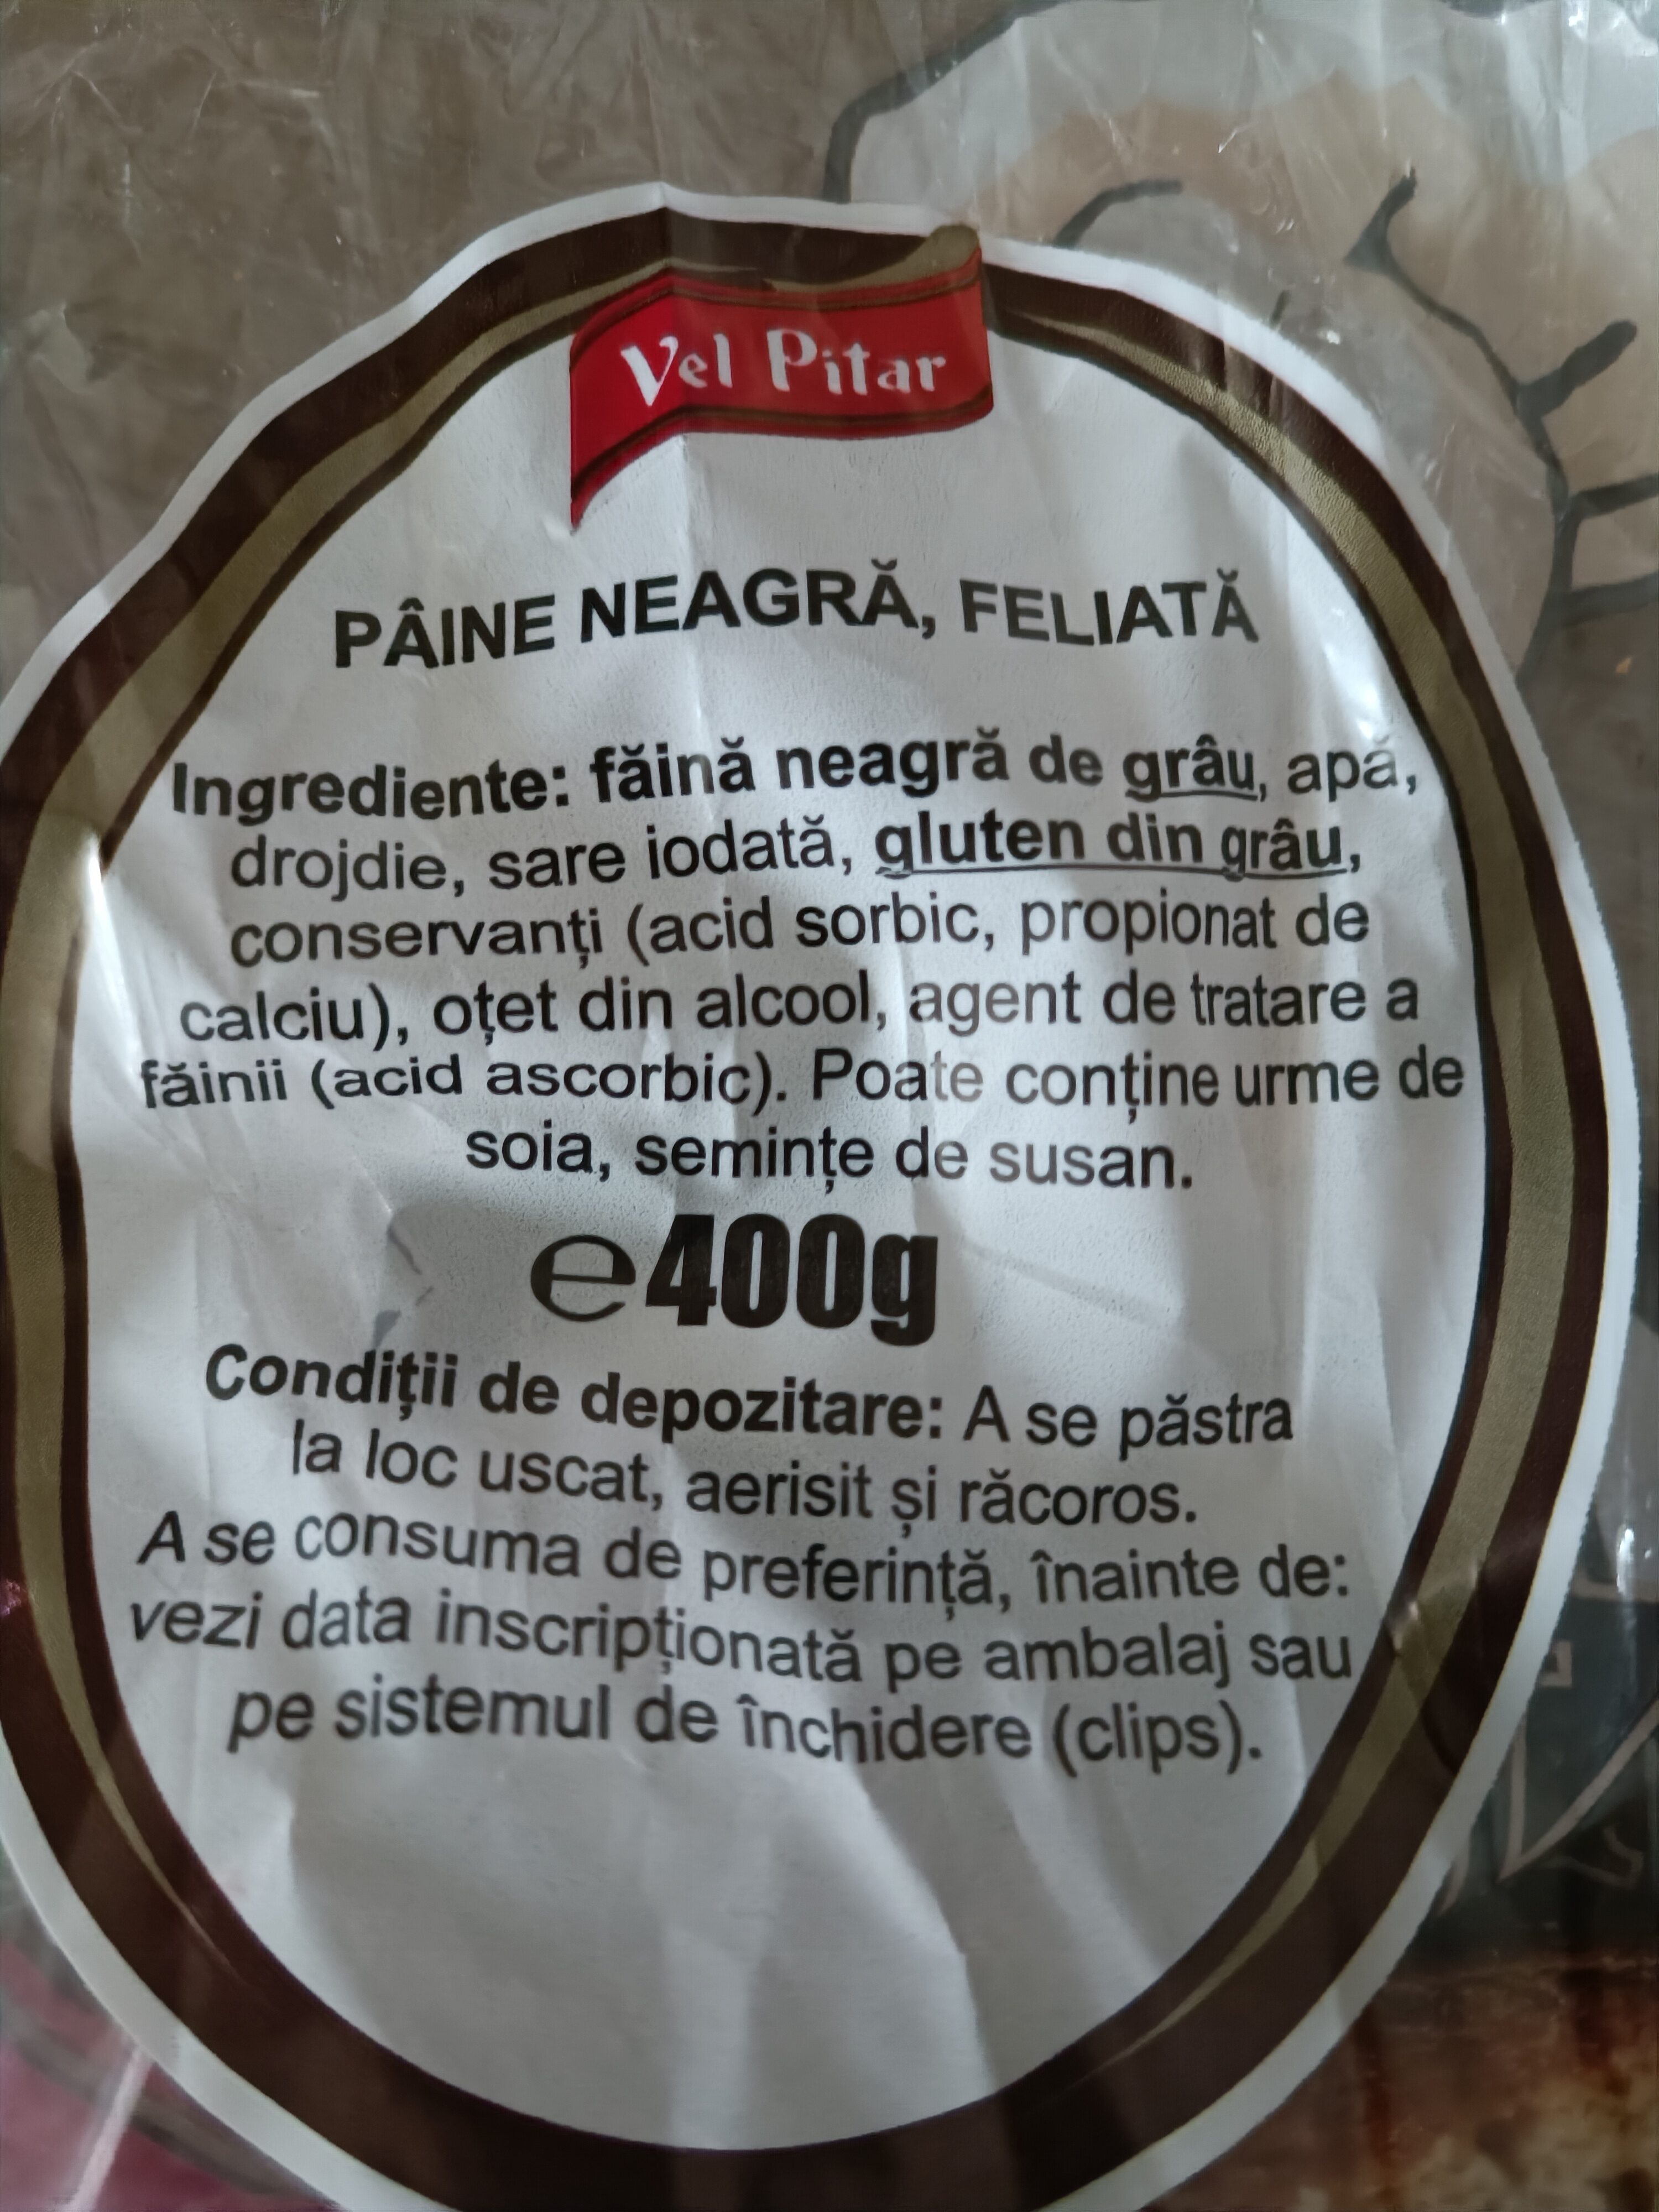 Vel Pitar
PÂINE NEAGRĂ, FELIATĂ
Ingrediente: făină neagră de grâu, apă,
drojdie, sare iodată, gluten din grâu,
conservanți (acid sorbic, propionat de
calciu), oțet din alcool, agent de tratare a
făinii (acid ascorbic). Poate conține urme de
soia, semințe de susan.
℮400g
Condiții de depozitare: A se păstra
la loc uscat, aerisit și răcoros.
A se consuma de preferință, înainte de:
vezi data inscripționată pe ambalaj sau
pe sistemul de închidere (clips).